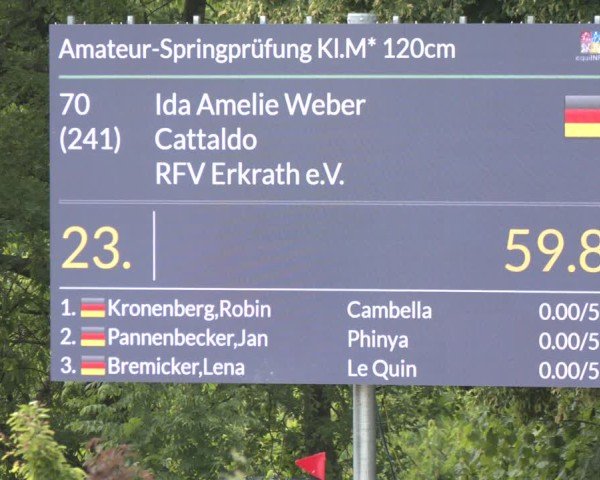 Amateur-Springprüfung Kl.M* 120cm
70 Ida Amelie Weber
(241) Cattaldo
RFV Erkrath e.V.
23. 59.8
1. Kronenberg,Robin Cambella 0.00/5
2. Pannenbecker,Jan Phinya 0.00/5
3. Bremicker,Lena Le Quin 0.00/5